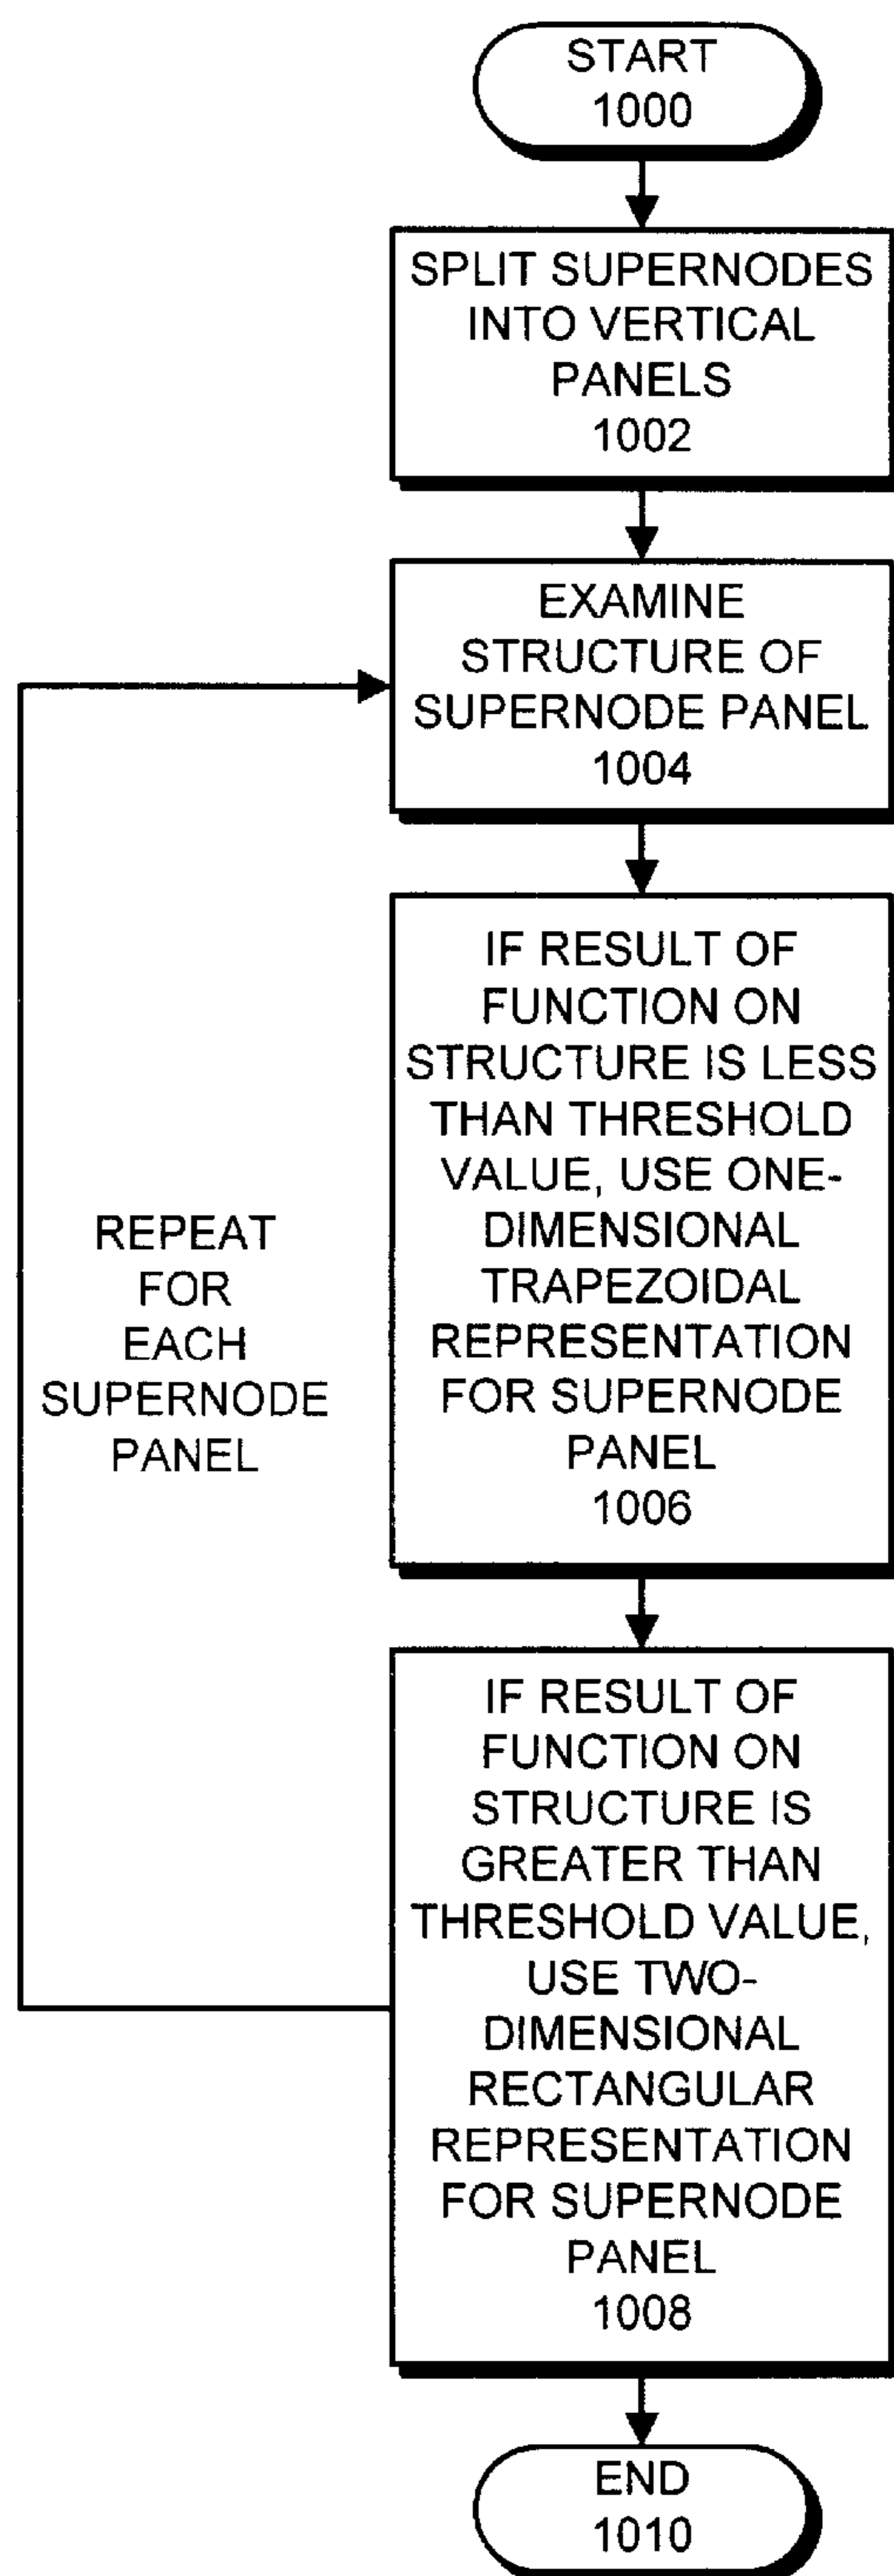 START
1000
SPLIT SUPERNODES
INTO VERTICAL
PANELS
1002
EXAMINE
STRUCTURE OF
SUPERNODE PANEL
1004
IF RESULT OF
FUNCTION ON
STRUCTURE IS LESS
THAN THRESHOLD
VALUE, USE ONE-
DIMENSIONAL
TRAPEZOIDAL
REPRESENTATION
FOR SUPERNODE
PANEL
1006
REPEAT
FOR
EACH
SUPERNODE
PANEL
IF RESULT OF
FUNCTION ON
STRUCTURE IS
GREATER THAN
THRESHOLD VALUE,
USE TWO-
DIMENSIONAL
RECTANGULAR
REPRESENTATION
FOR SUPERNODE
PANEL
1008
END
1010